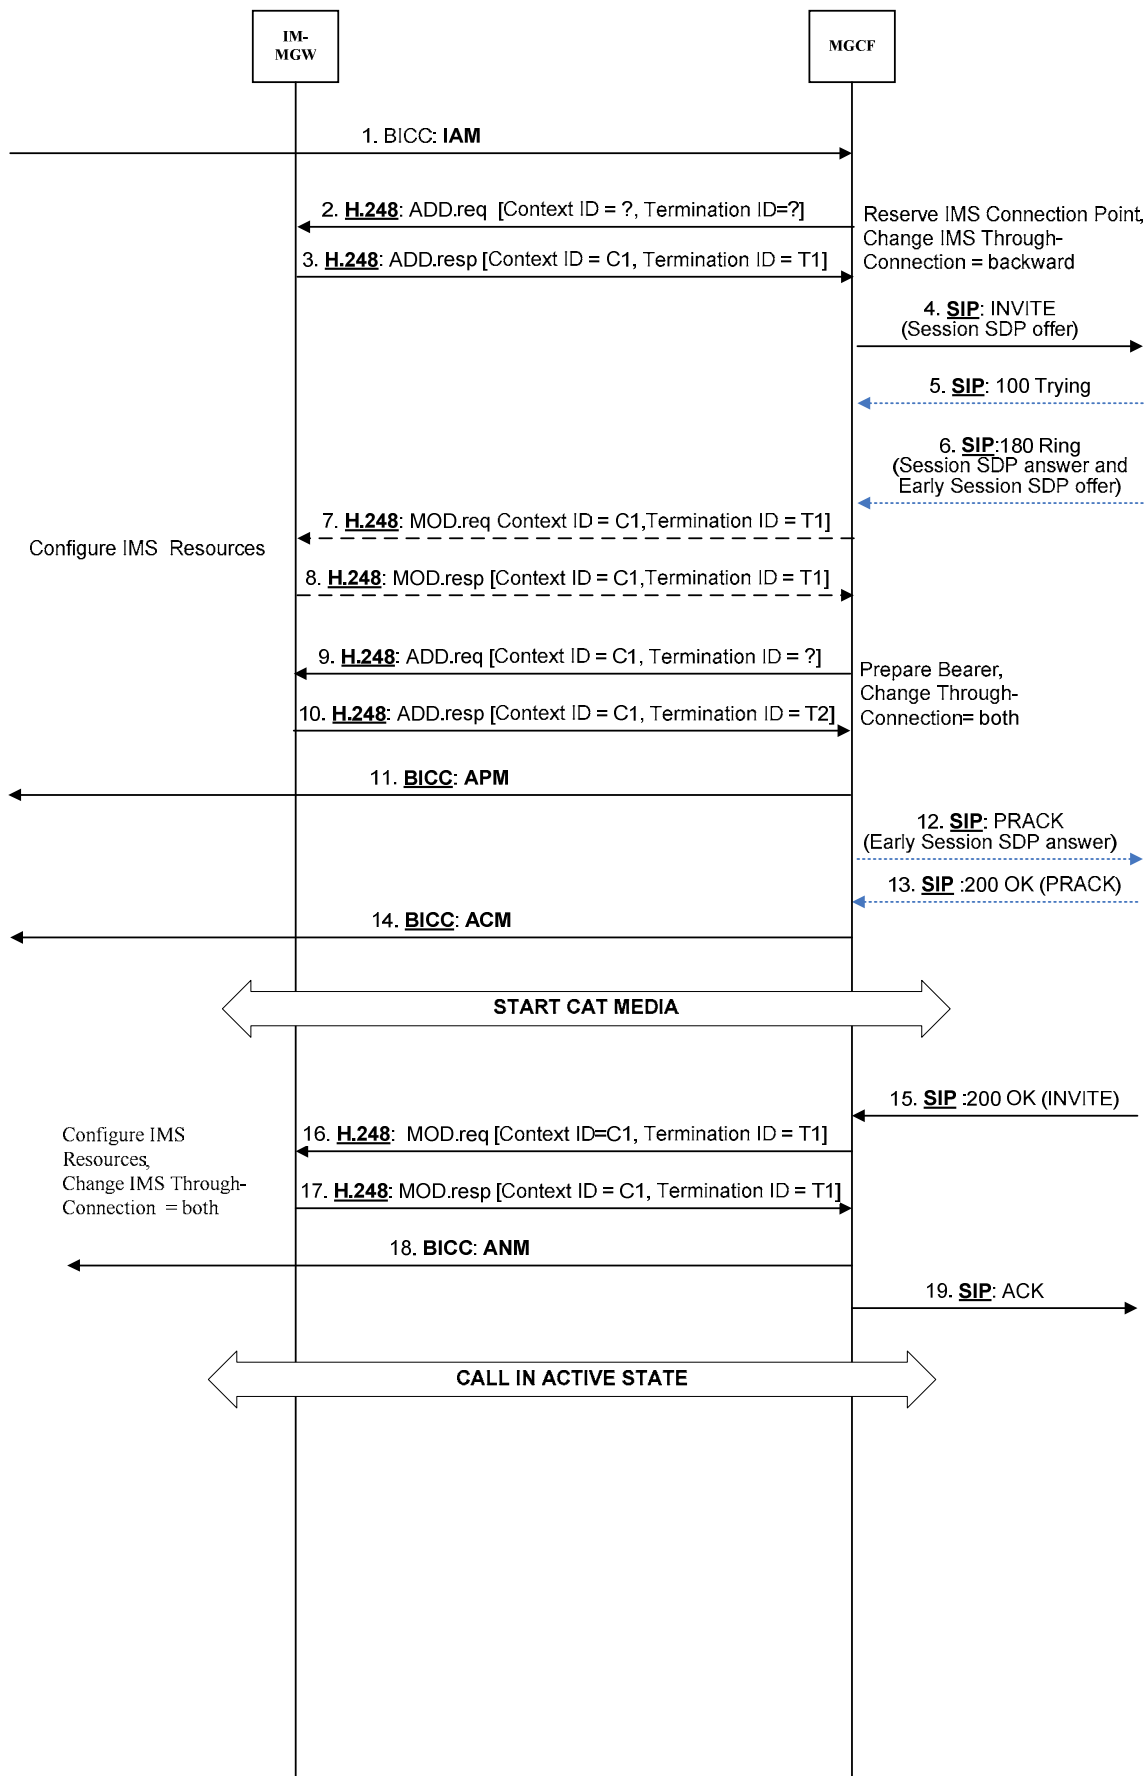 IM-
MGW
MGCF
1. BICC: IAM
2. H.248: ADD.req [Context ID = ?, Termination ID=?]
Reserve IMS Connection Point,
Change IMS Through-
Connection = backward
3. H.248: ADD.resp [Context ID = C1, Termination ID = T1]
4. SIP: INVITE
(Session SDP offer)
5. SIP: 100 Trying
6. SIP:180 Ring
(Session SDP answer and
Early Session SDP offer)
7. H.248: MOD.req Context ID = C1,Termination ID = T1]
Configure IMS Resources
8. H.248: MOD.resp [Context ID = C1,Termination ID = T1]
9. H.248: ADD.req [Context ID = C1, Termination ID = ?]
Prepare Bearer,
Change Through-
Connection= both
10. H.248: ADD.resp [Context ID = C1, Termination ID = T2]
11. BICC: APM
12. SIP: PRACK
(Early Session SDP answer)
13. SIP :200 OK (PRACK)
14. BICC: ACM
START CAT MEDIA
15. SIP :200 OK (INVITE)
Configure IMS
Resources,
Change IMS Through-
Connection = both
16. H.248: MOD.req [Context ID=C1, Termination ID = T1]
17. H.248: MOD.resp [Context ID = C1, Termination ID = T1]
18. BICC: ANM
19. SIP: ACK
CALL IN ACTIVE STATE